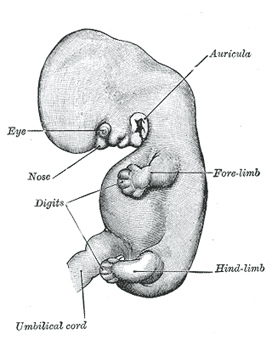 Auricula
Eye
Nose
Fore-limb
Digits
Hind-limb
Umbilical cord